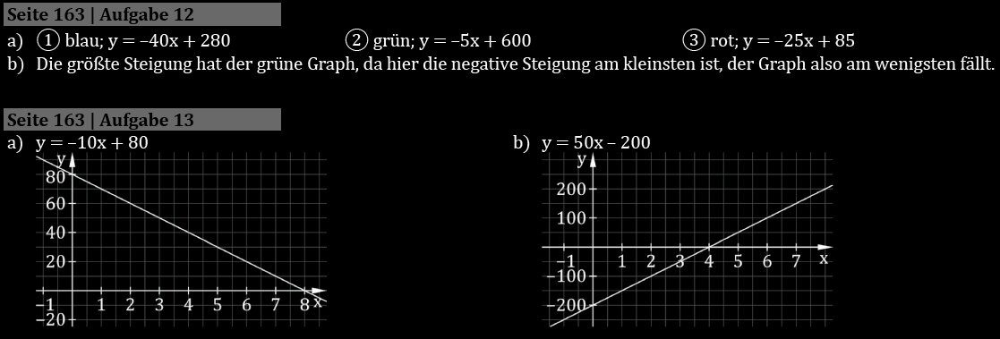 Seite 163 | Aufgabe 12
a) ① blau; y = –40x + 280 ② grün; y = –5x + 600 ③ rot; y = –25x + 85
b) Die größte Steigung hat der grüne Graph, da hier die negative Steigung am kleinsten ist, der Graph also am wenigsten fällt.
Seite 163 | Aufgabe 13
a) y = –10x + 80
y
80
60
40
20
–1 1 2 3 4 5 6 7 8 x
–20
b) y = 50x – 200
y
200
100
–1 1 2 3 4 5 6 7 x
–100
–200